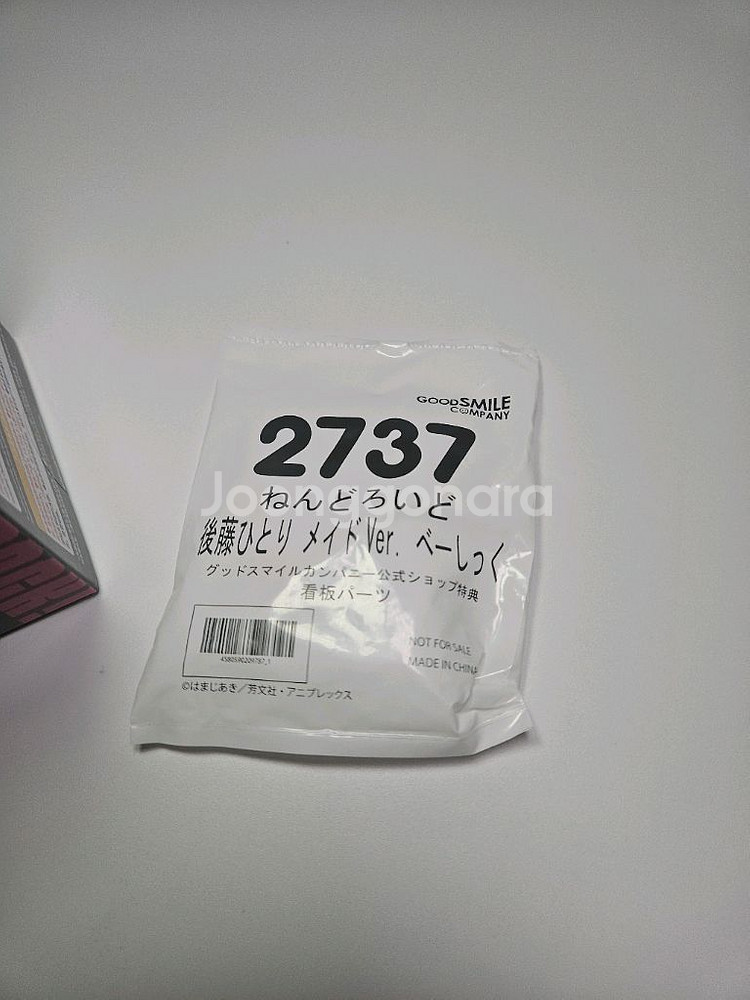 GOODSMILE
COMPANY
2737
ねんどろいど
Joonggonara
後藤ひとり メイドVer. べーしっく
グッドスマイルカンパニー公式ショップ特典
看板パーツ
NOT FOR SALE
MADE IN CHINA
©はまじあき／芳文社・アニプレックス